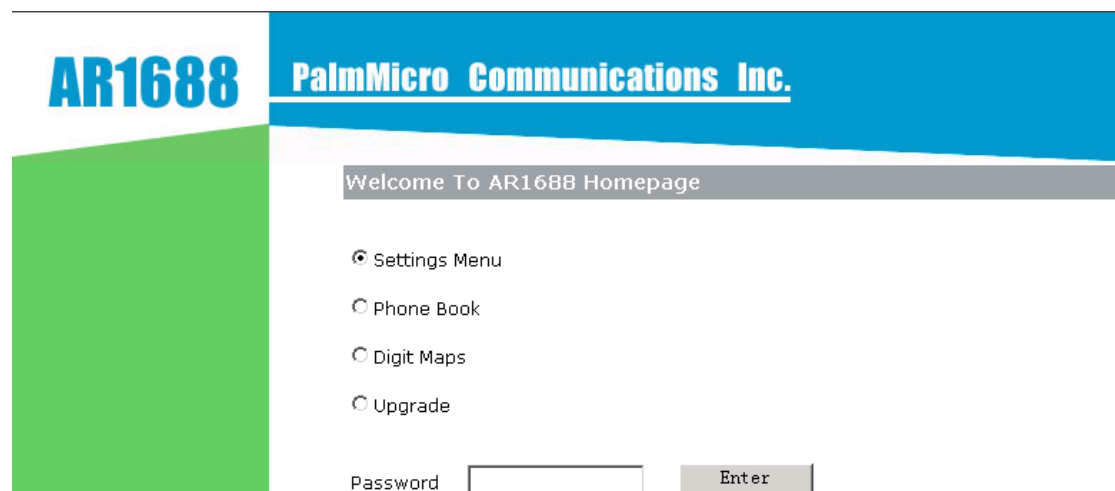 AR1688
PalmMicro Communications Inc.
Welcome To AR1688 Homepage
Settings Menu
Phone Book
Digit Maps
Upgrade
Password Enter